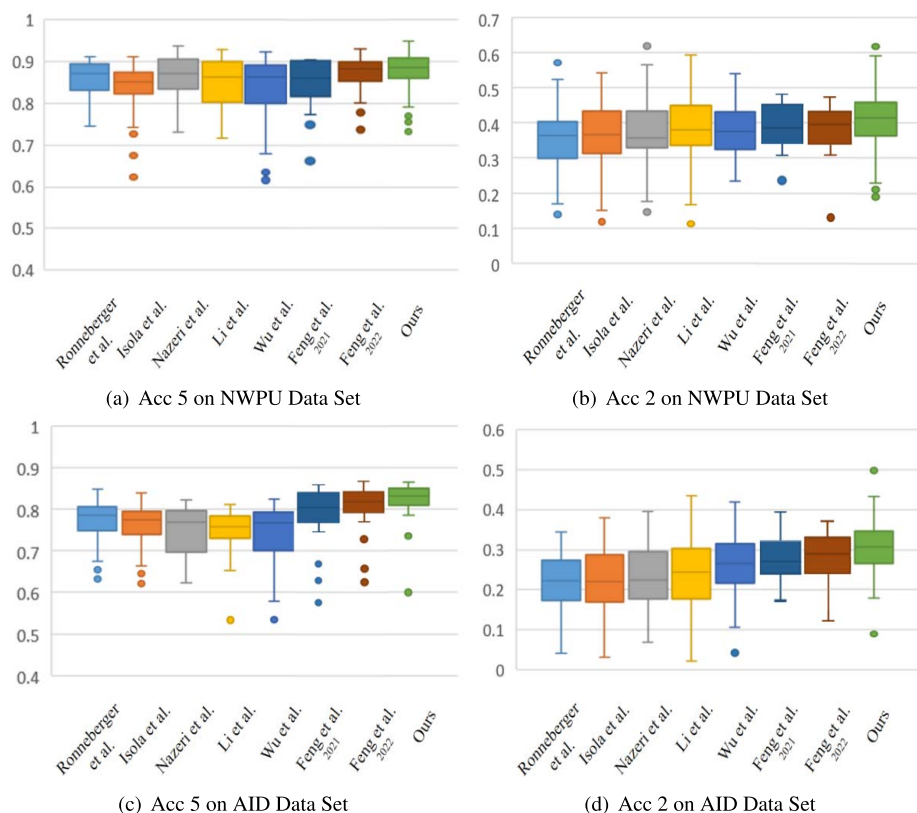 1
0.9
0.8
0.7
0.6
0.5
0.4
Ronneberger
et al.
Isola et al.
Nazeri et al.
Li et al.
Wu et al.
Feng et al.
2021
Feng et al.
2022
Ours
(a) Acc 5 on NWPU Data Set
0.7
0.6
0.5
0.4
0.3
0.2
0.1
0
Ronneberger
et al.
Isola et al.
Nazeri et al.
Li et al.
Wu et al.
Feng et al.
2021
Feng et al.
2022
Ours
(b) Acc 2 on NWPU Data Set
1
0.9
0.8
0.7
0.6
0.5
0.4
Ronneberger
et al.
Isola et al.
Nazeri et al.
Li et al.
Wu et al.
Feng et al.
2021
Feng et al.
2022
Ours
(c) Acc 5 on AID Data Set
0.6
0.5
0.4
0.3
0.2
0.1
0
Ronneberger
et al.
Isola et al.
Nazeri et al.
Li et al.
Wu et al.
Feng et al.
2021
Feng et al.
2022
Ours
(d) Acc 2 on AID Data Set